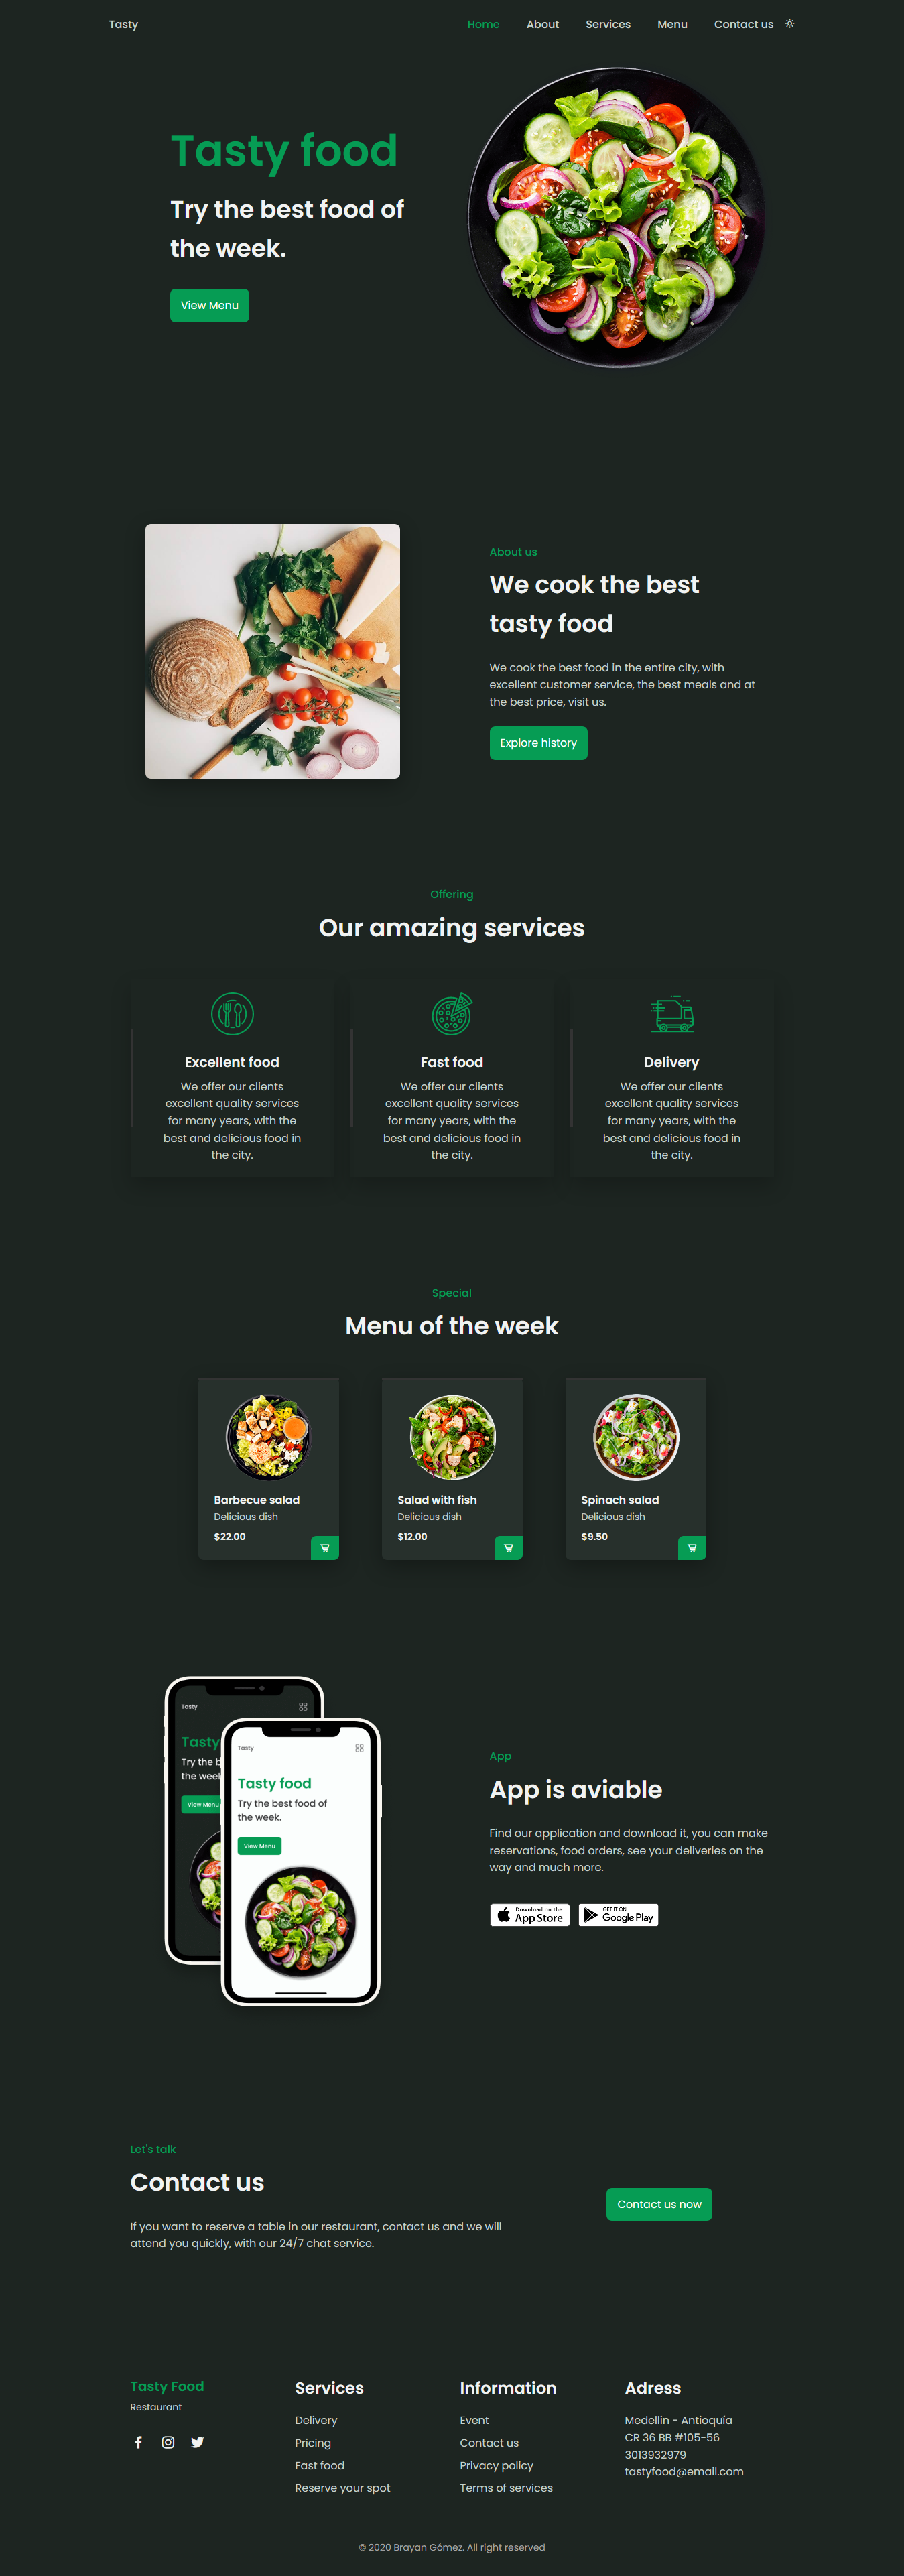 Tasty
Home About Services Menu Contact us
Tasty food
Try the best food of
the week.
View Menu
About us
We cook the best
tasty food
We cook the best food in the entire city, with
excellent customer service, the best meals and at
the best price, visit us.
Explore history
Offering
Our amazing services
Excellent food
We offer our clients
excellent quality services
for many years, with the
best and delicious food in
the city.
Fast food
We offer our clients
excellent quality services
for many years, with the
best and delicious food in
the city.
Delivery
We offer our clients
excellent quality services
for many years, with the
best and delicious food in
the city.
Special
Menu of the week
Barbecue salad
Delicious dish
$22.00
Salad with fish
Delicious dish
$12.00
Spinach salad
Delicious dish
$9.50
Tasty
Tasty
Try the b
the weel
View Menu
Tasty
Tasty food
Try the best food of
the week.
View Menu
App
App is aviable
Find our application and download it, you can make
reservations, food orders, see your deliveries on the
way and much more.
Download on the
App Store
GET IT ON
Google Play
Let's talk
Contact us
If you want to reserve a table in our restaurant, contact us and we will
attend you quickly, with our 24/7 chat service.
Contact us now
Tasty Food
Restaurant
Services
Delivery
Pricing
Fast food
Reserve your spot
Information
Event
Contact us
Privacy policy
Terms of services
Adress
Medellin - Antioquía
CR 36 BB #105-56
3013932979
tastyfood@email.com
© 2020 Brayan Gómez. All right reserved